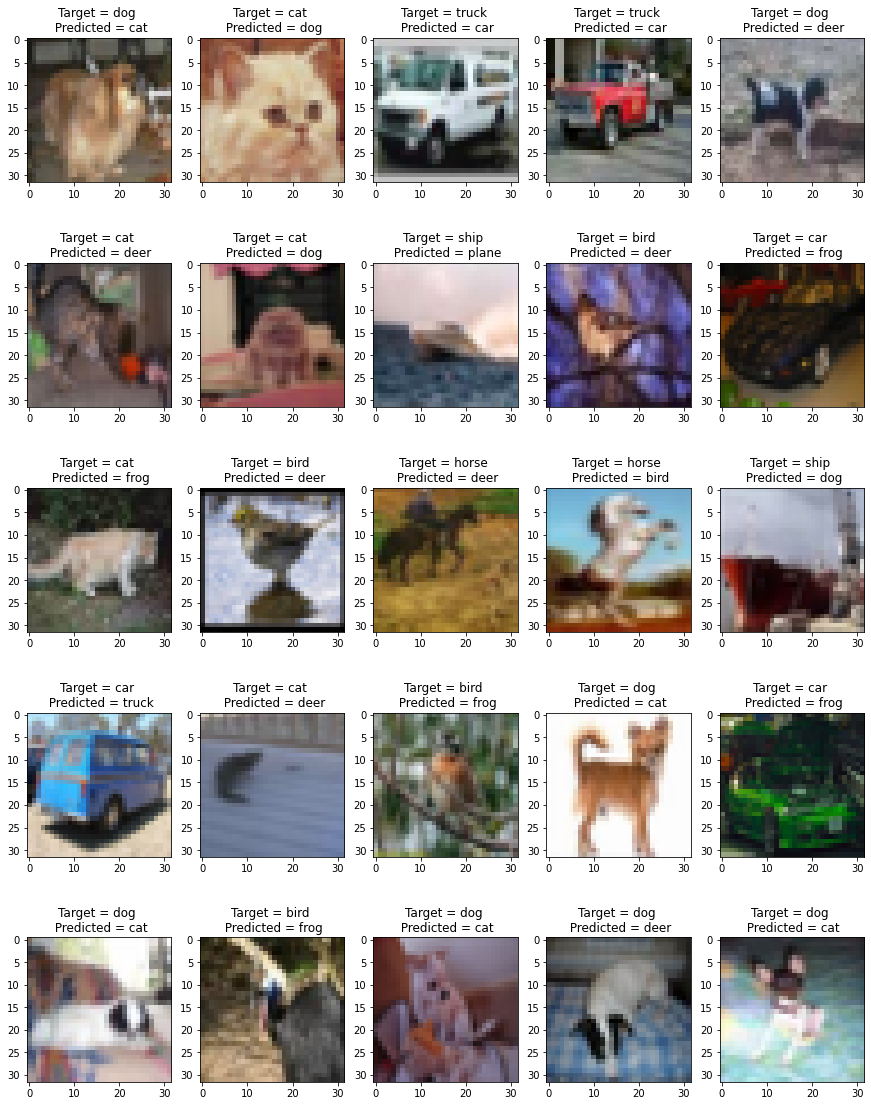 Target = dog
Predicted = cat
Target = cat
Predicted = dog
Target = truck
Predicted = car
Target = truck
Predicted = car
Target = dog
Predicted = deer
0
5
10
15
20
25
30
0 10 20 30
0
5
10
15
20
25
30
0 10 20 30
0
5
10
15
20
25
30
0 10 20 30
0
5
10
15
20
25
30
0 10 20 30
0
5
10
15
20
25
30
0 10 20 30
Target = cat
Predicted = deer
Target = cat
Predicted = dog
Target = ship
Predicted = plane
Target = bird
Predicted = deer
Target = car
Predicted = frog
0
5
10
15
20
25
30
0 10 20 30
0
5
10
15
20
25
30
0 10 20 30
0
5
10
15
20
25
30
0 10 20 30
0
5
10
15
20
25
30
0 10 20 30
0
5
10
15
20
25
30
0 10 20 30
Target = cat
Predicted = frog
Target = bird
Predicted = deer
Target = horse
Predicted = deer
Target = horse
Predicted = bird
Target = ship
Predicted = dog
0
5
10
15
20
25
30
0 10 20 30
0
5
10
15
20
25
30
0 10 20 30
0
5
10
15
20
25
30
0 10 20 30
0
5
10
15
20
25
30
0 10 20 30
0
5
10
15
20
25
30
0 10 20 30
Target = car
Predicted = truck
Target = cat
Predicted = deer
Target = bird
Predicted = frog
Target = dog
Predicted = cat
Target = car
Predicted = frog
0
5
10
15
20
25
30
0 10 20 30
0
5
10
15
20
25
30
0 10 20 30
0
5
10
15
20
25
30
0 10 20 30
0
5
10
15
20
25
30
0 10 20 30
0
5
10
15
20
25
30
0 10 20 30
Target = dog
Predicted = cat
Target = bird
Predicted = frog
Target = dog
Predicted = cat
Target = dog
Predicted = deer
Target = dog
Predicted = cat
0
5
10
15
20
25
30
0 10 20 30
0
5
10
15
20
25
30
0 10 20 30
0
5
10
15
20
25
30
0 10 20 30
0
5
10
15
20
25
30
0 10 20 30
0
5
10
15
20
25
30
0 10 20 30